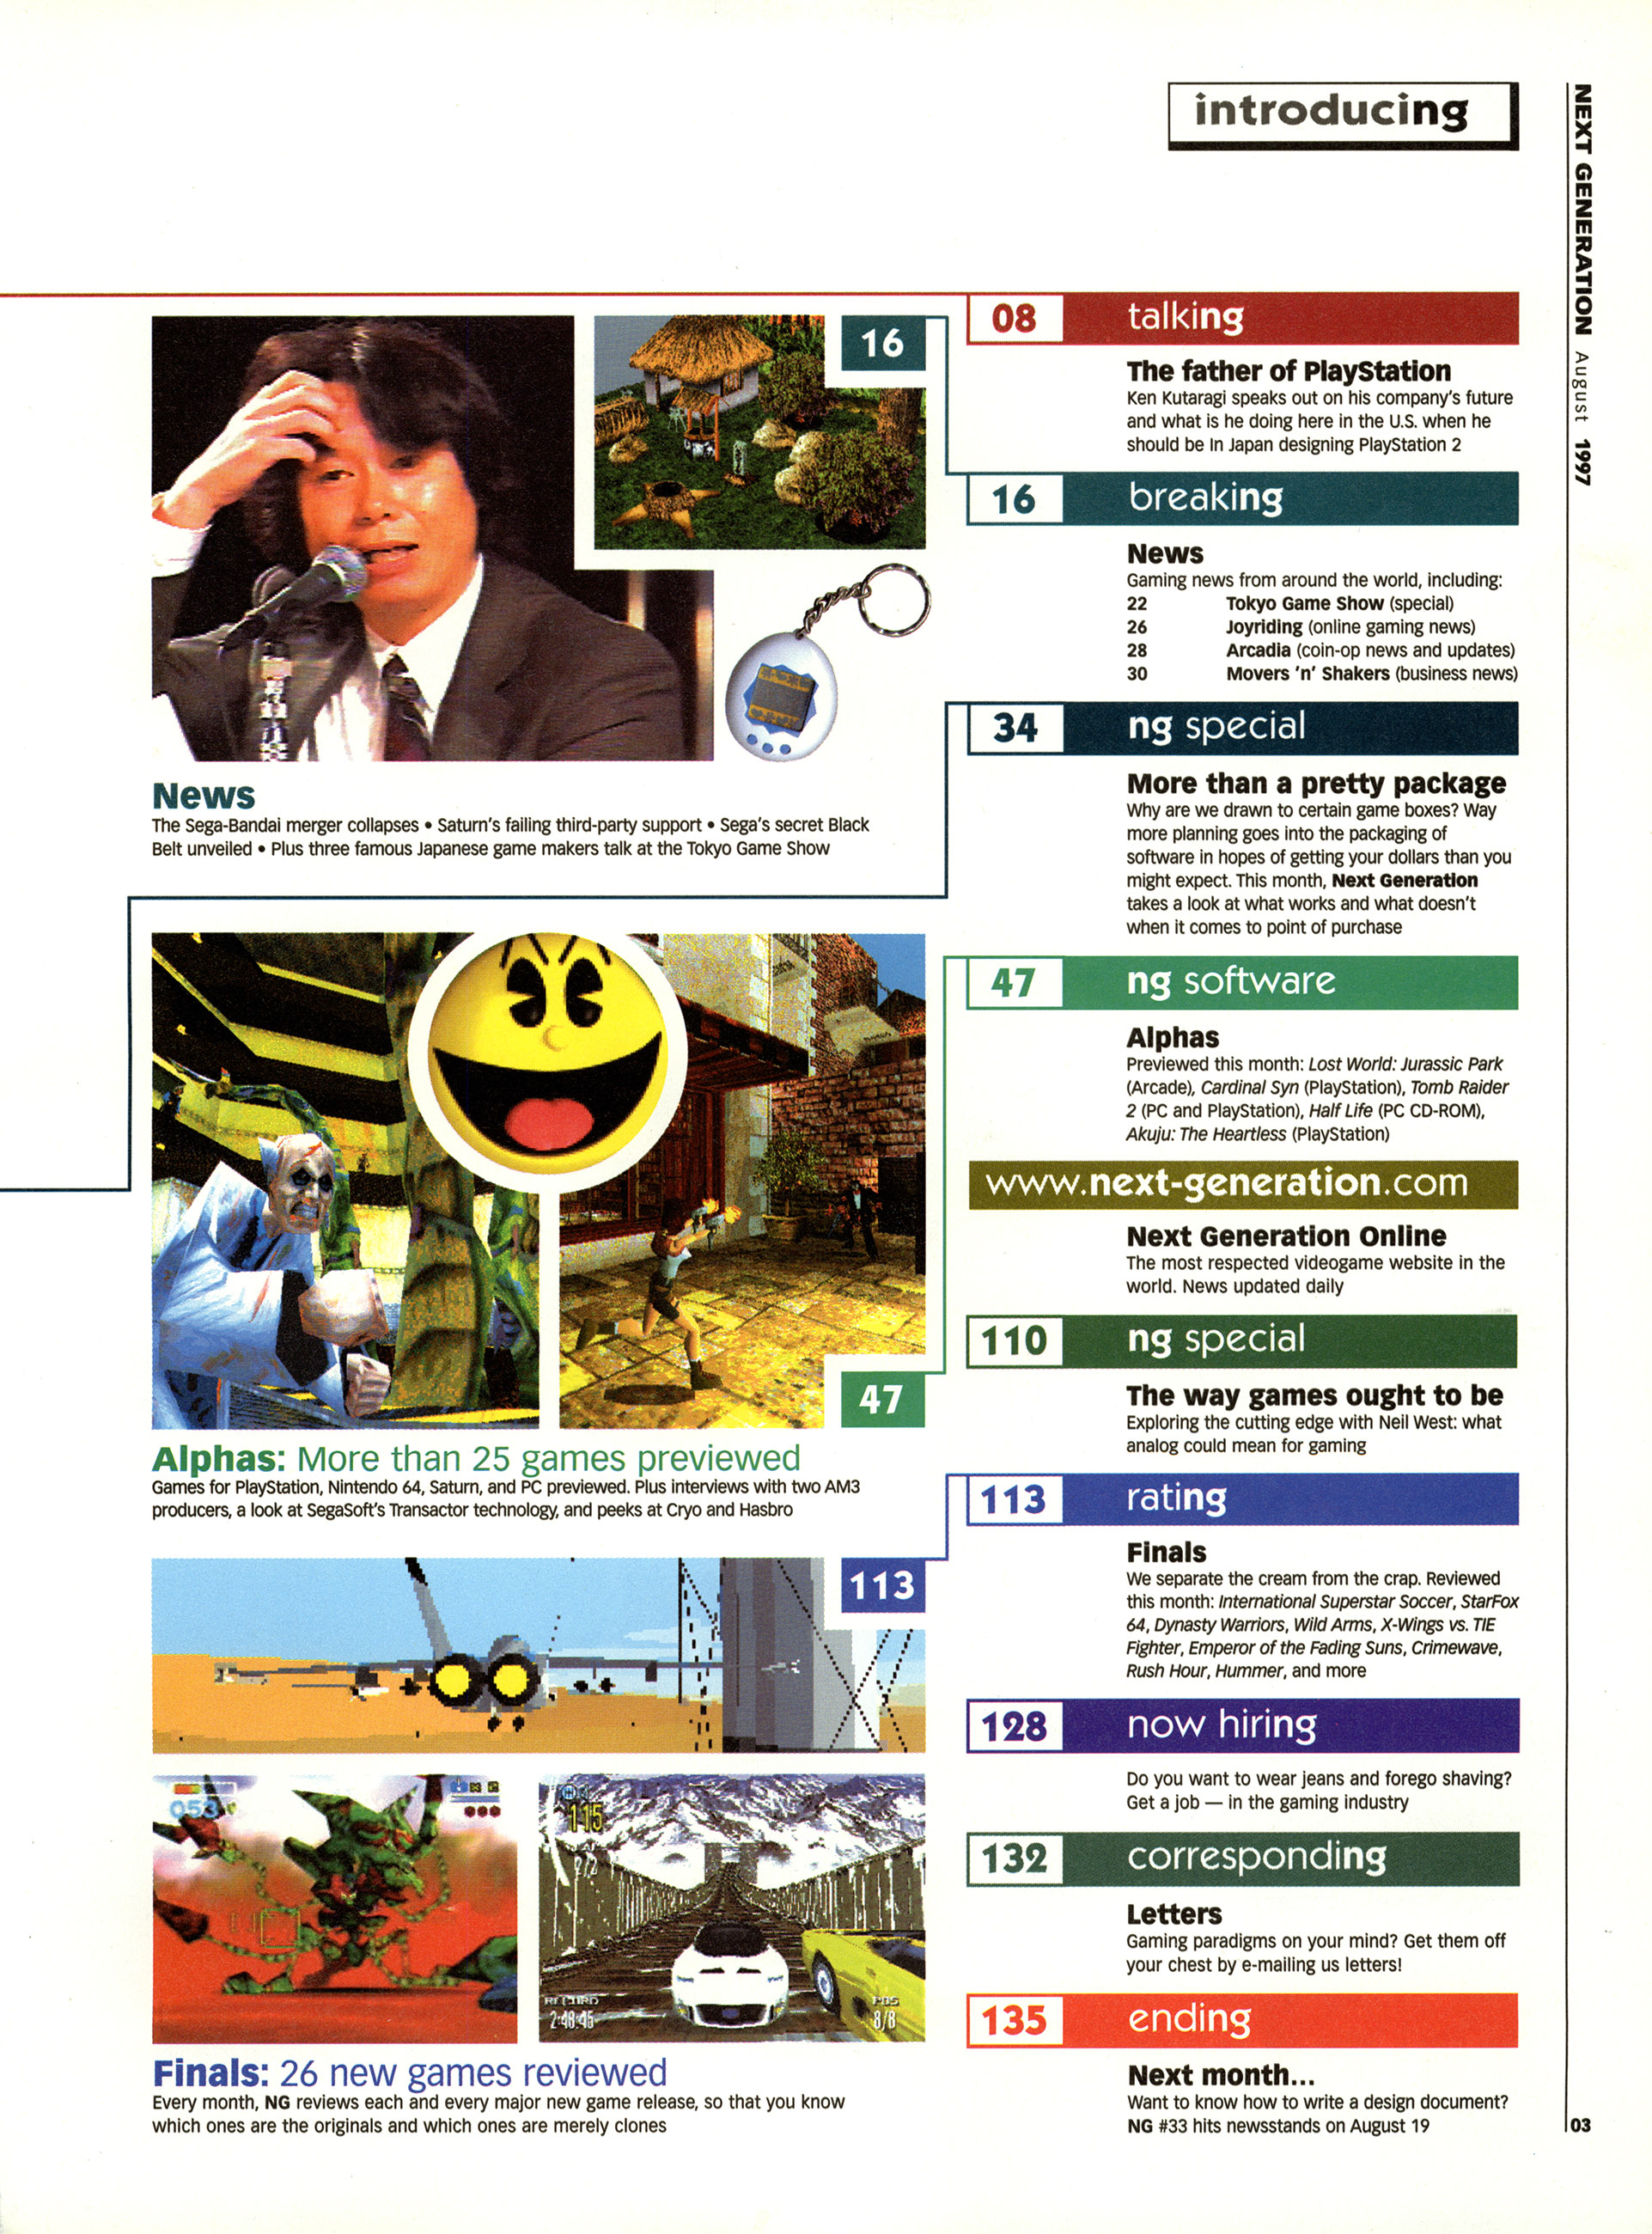 introducing
NEXT GENERATION August 1997
16
News
The Sega-Bandai merger collapses • Saturn's failing third-party support • Sega's secret Black
Belt unveiled • Plus three famous Japanese game makers talk at the Tokyo Game Show
47
Alphas: More than 25 games previewed
Games for PlayStation, Nintendo 64, Saturn, and PC previewed. Plus interviews with two AM3
producers, a look at SegaSoft's Transactor technology, and peeks at Cryo and Hasbro
113
053
115
2/2
RECORD
2:48:45
POS
8/8
Finals: 26 new games reviewed
Every month, NG reviews each and every major new game release, so that you know
which ones are the originals and which ones are merely clones
08 talking
The father of PlayStation
Ken Kutaragi speaks out on his company's future
and what is he doing here in the U.S. when he
should be In Japan designing PlayStation 2
16 breaking
News
Gaming news from around the world, including:
22 Tokyo Game Show (special)
26 Joyriding (online gaming news)
28 Arcadia (coin-op news and updates)
30 Movers 'n' Shakers (business news)
34 ng special
More than a pretty package
Why are we drawn to certain game boxes? Way
more planning goes into the packaging of
software in hopes of getting your dollars than you
might expect. This month, Next Generation
takes a look at what works and what doesn't
when it comes to point of purchase
47 ng software
Alphas
Previewed this month: Lost World: Jurassic Park
(Arcade), Cardinal Syn (PlayStation), Tomb Raider
2 (PC and PlayStation), Half Life (PC CD-ROM),
Akuju: The Heartless (PlayStation)
www.next-generation.com
Next Generation Online
The most respected videogame website in the
world. News updated daily
110 ng special
The way games ought to be
Exploring the cutting edge with Neil West: what
analog could mean for gaming
113 rating
Finals
We separate the cream from the crap. Reviewed
this month: International Superstar Soccer, StarFox
64, Dynasty Warriors, Wild Arms, X-Wings vs. TIE
Fighter, Emperor of the Fading Suns, Crimewave,
Rush Hour, Hummer, and more
128 now hiring
Do you want to wear jeans and forego shaving?
Get a job — in the gaming industry
132 corresponding
Letters
Gaming paradigms on your mind? Get them off
your chest by e-mailing us letters!
135 ending
Next month...
Want to know how to write a design document?
NG #33 hits newsstands on August 19
03